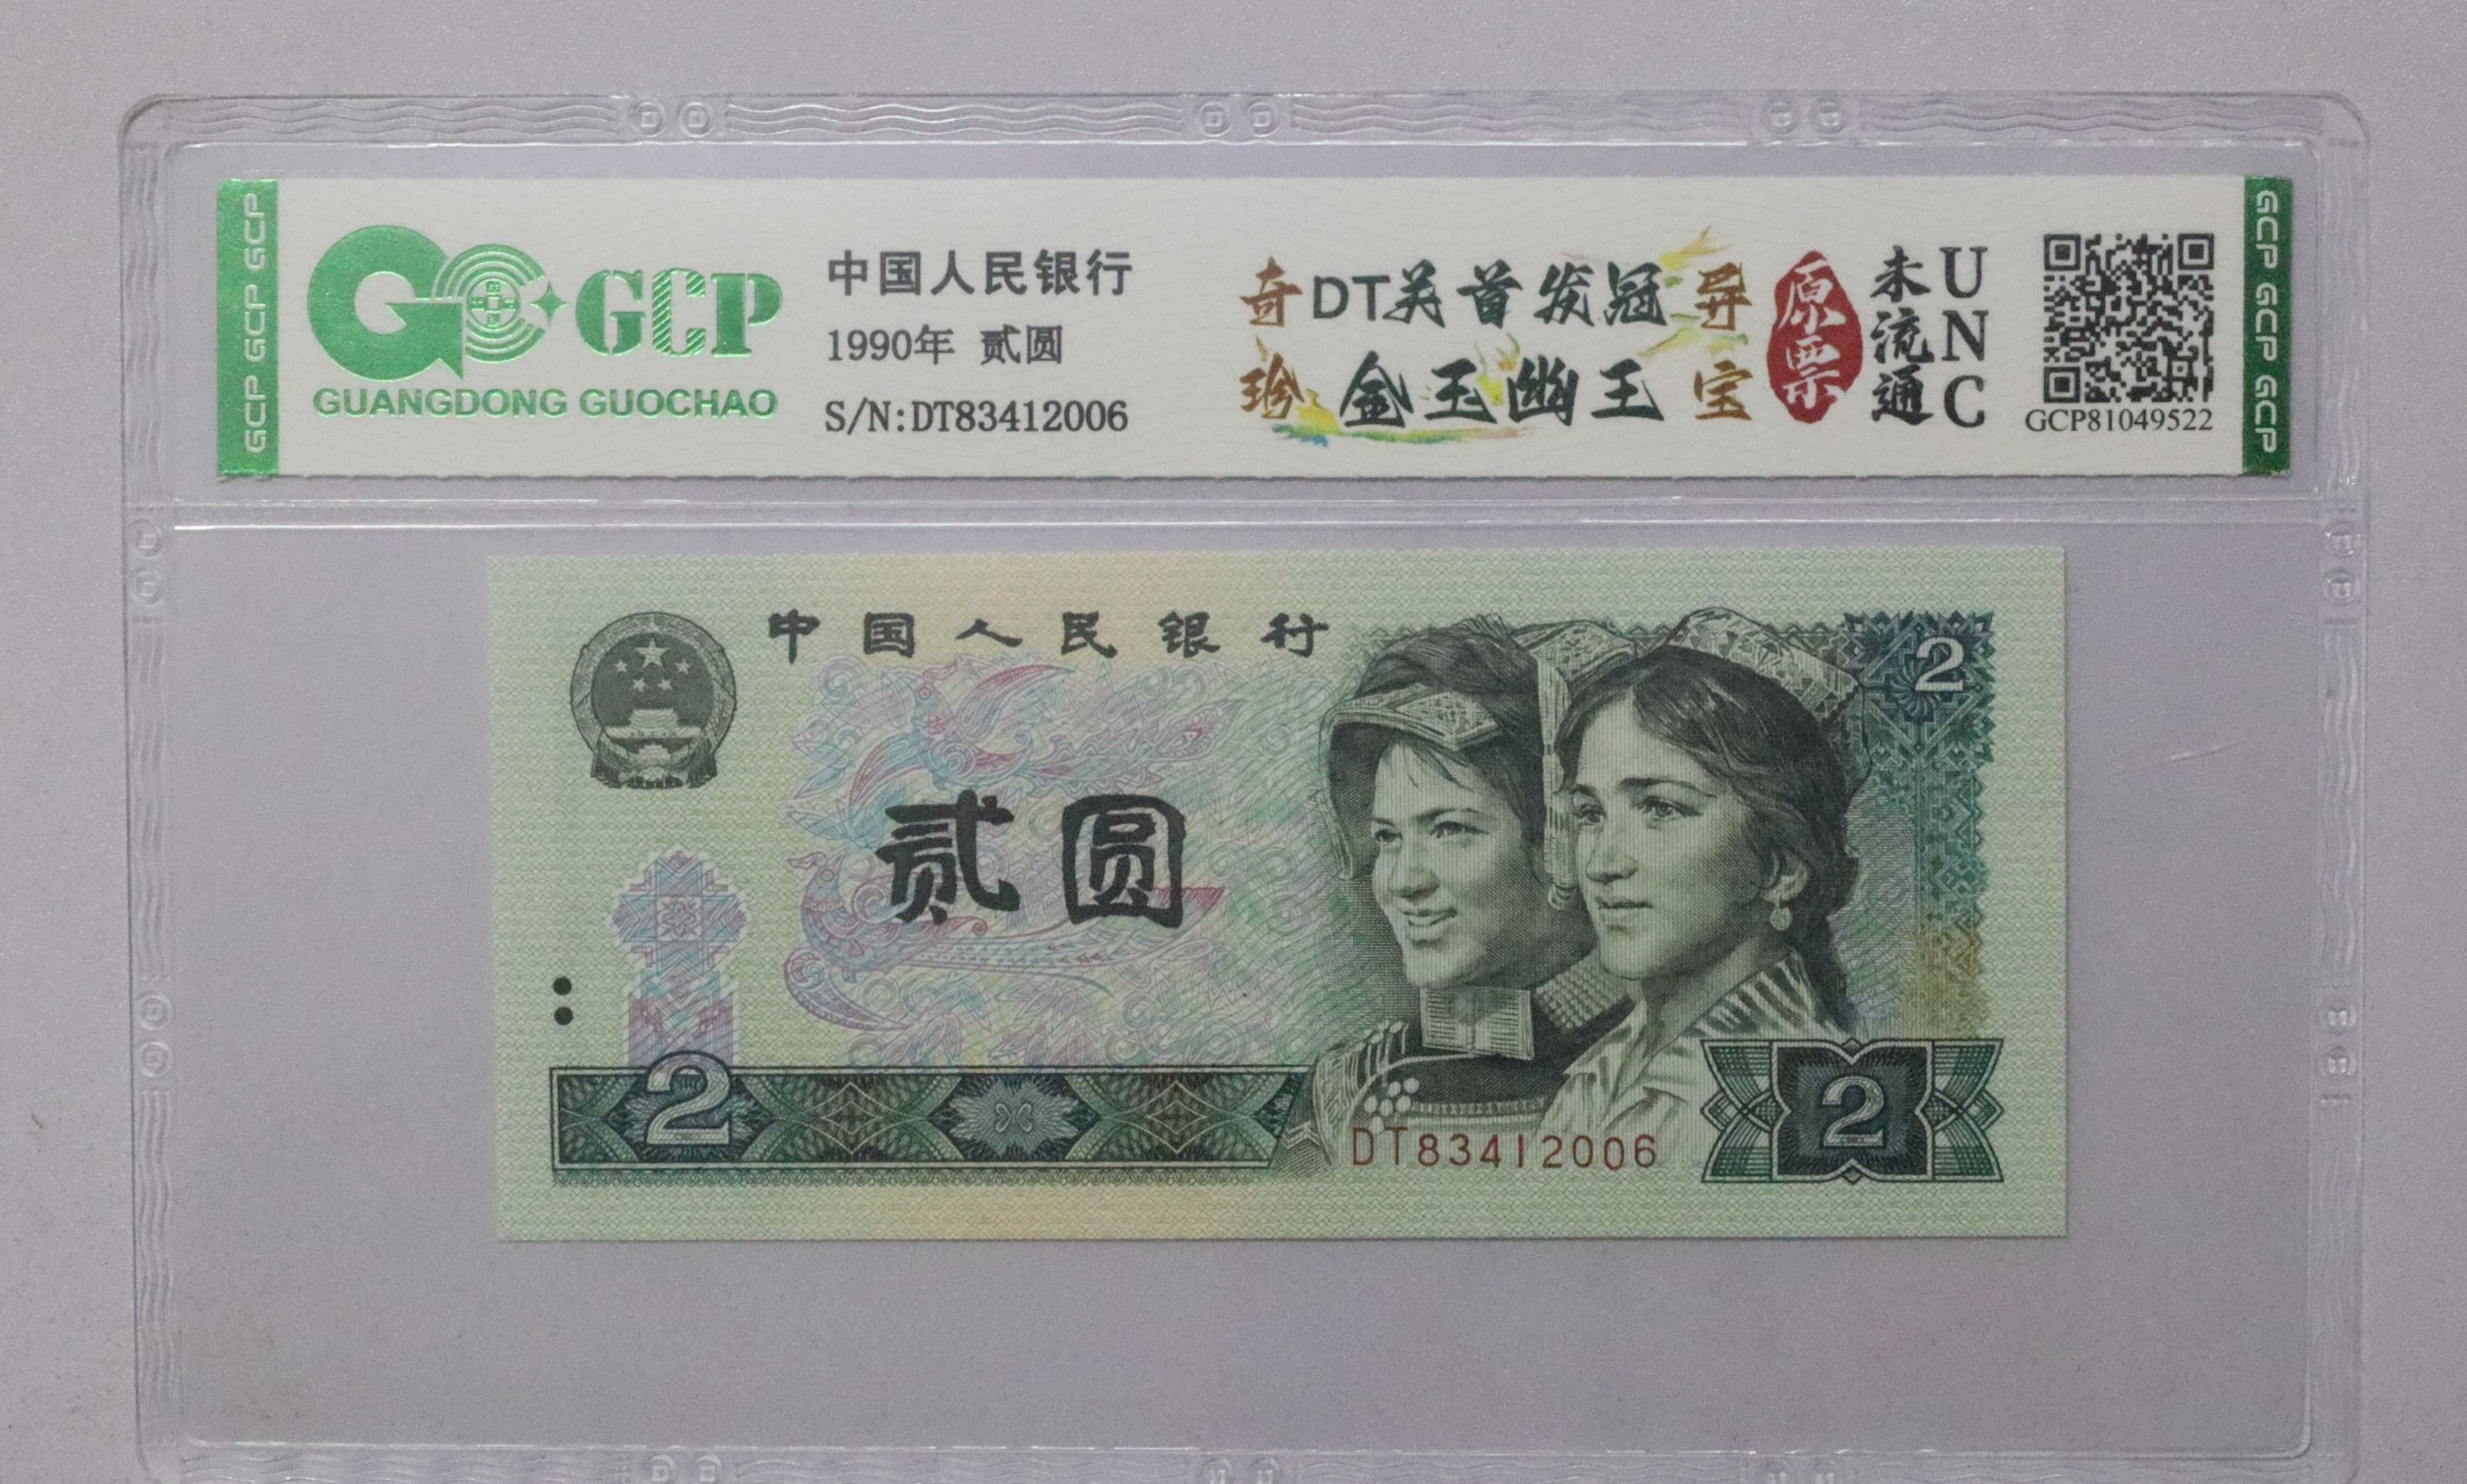 GCP GCP GCP
GCP
GUANGDONG GUOCHAO
中国人民银行
1990年 贰圆
S/N:DT83412006
奇DT关首发冠异
珍金玉幽王宝
原票
未流通
UNC
GCP81049522
GCP GCP GCP
中国人民银行
2
贰圆
2
DT83412006
2